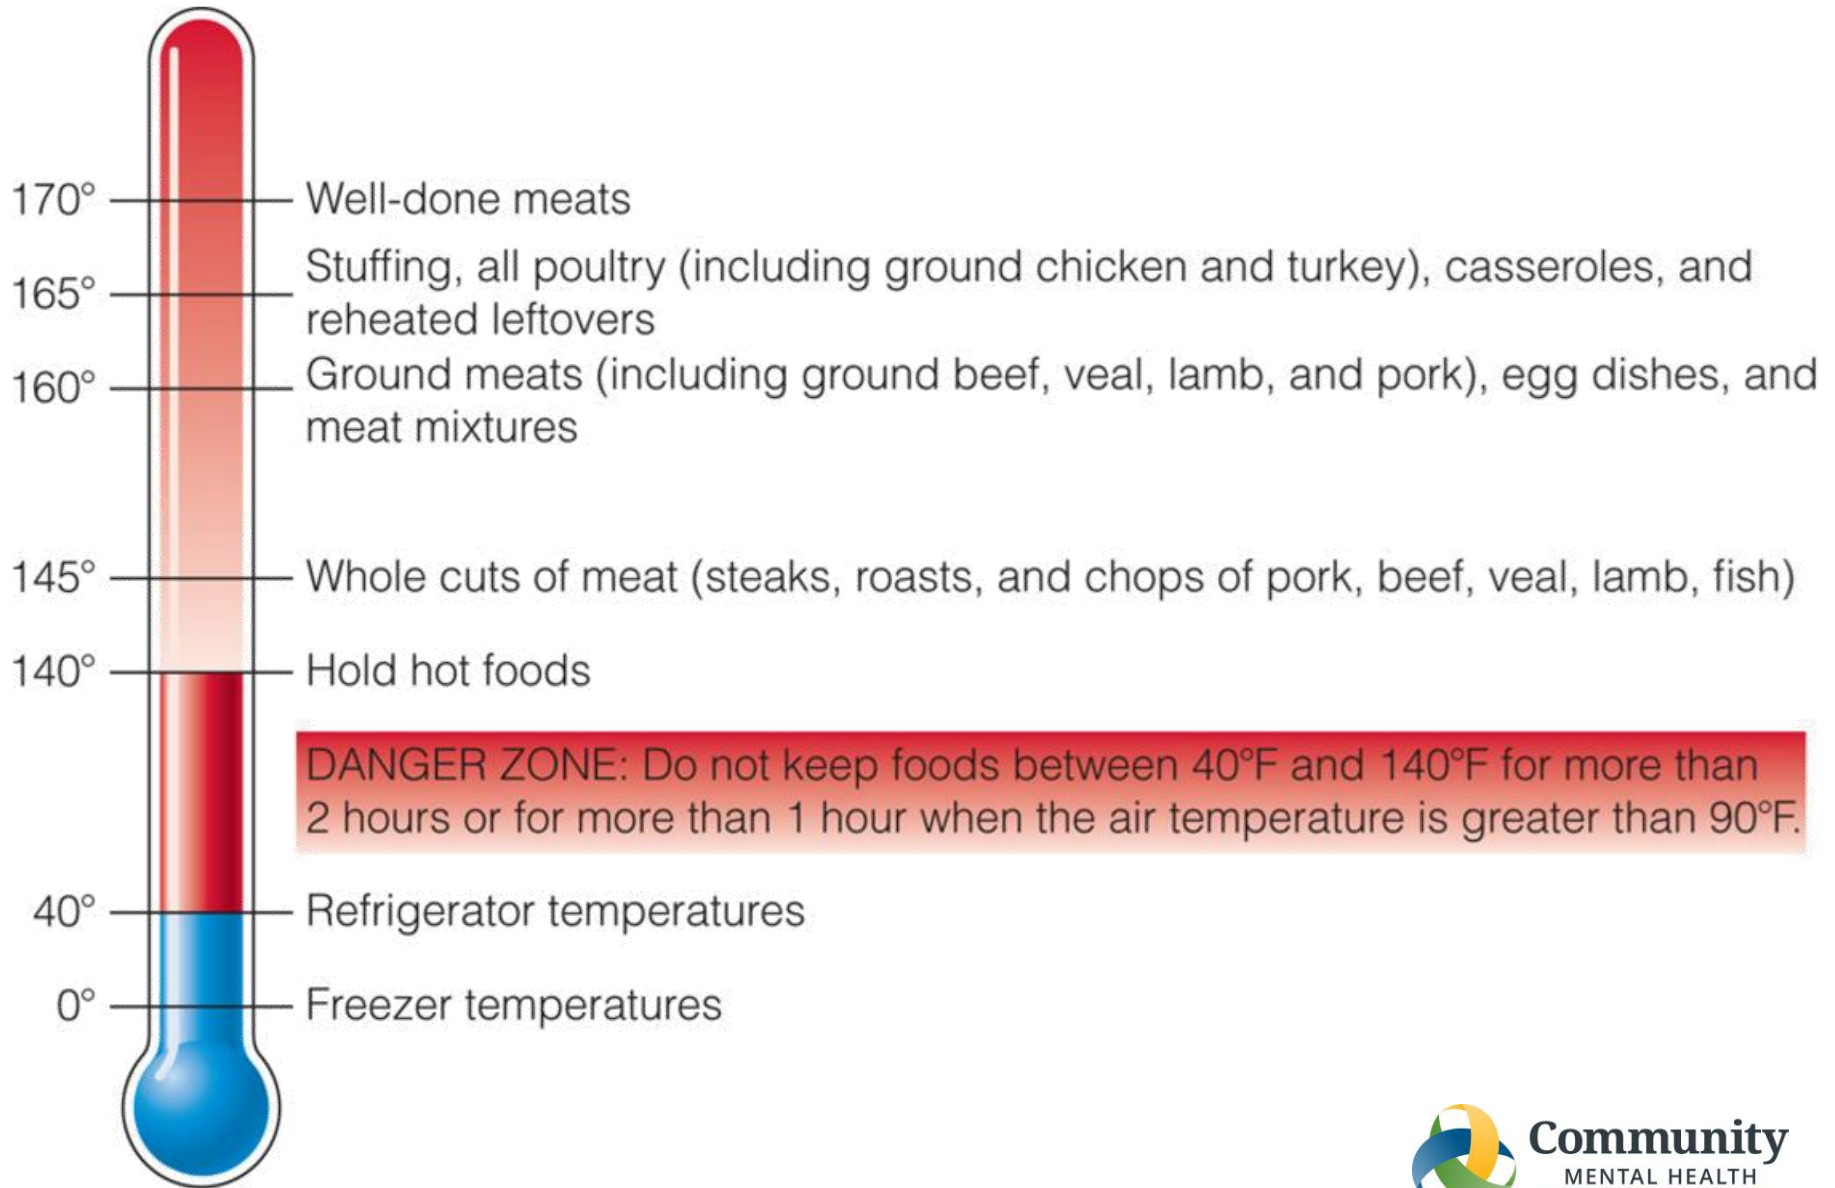 170° Well-done meats
165° Stuffing, all poultry (including ground chicken and turkey), casseroles, and
reheated leftovers
160° Ground meats (including ground beef, veal, lamb, and pork), egg dishes, and
meat mixtures
145° Whole cuts of meat (steaks, roasts, and chops of pork, beef, veal, lamb, fish)
140° Hold hot foods
DANGER ZONE: Do not keep foods between 40°F and 140°F for more than
2 hours or for more than 1 hour when the air temperature is greater than 90°F.
40° Refrigerator temperatures
0° Freezer temperatures
Community
MENTAL HEALTH